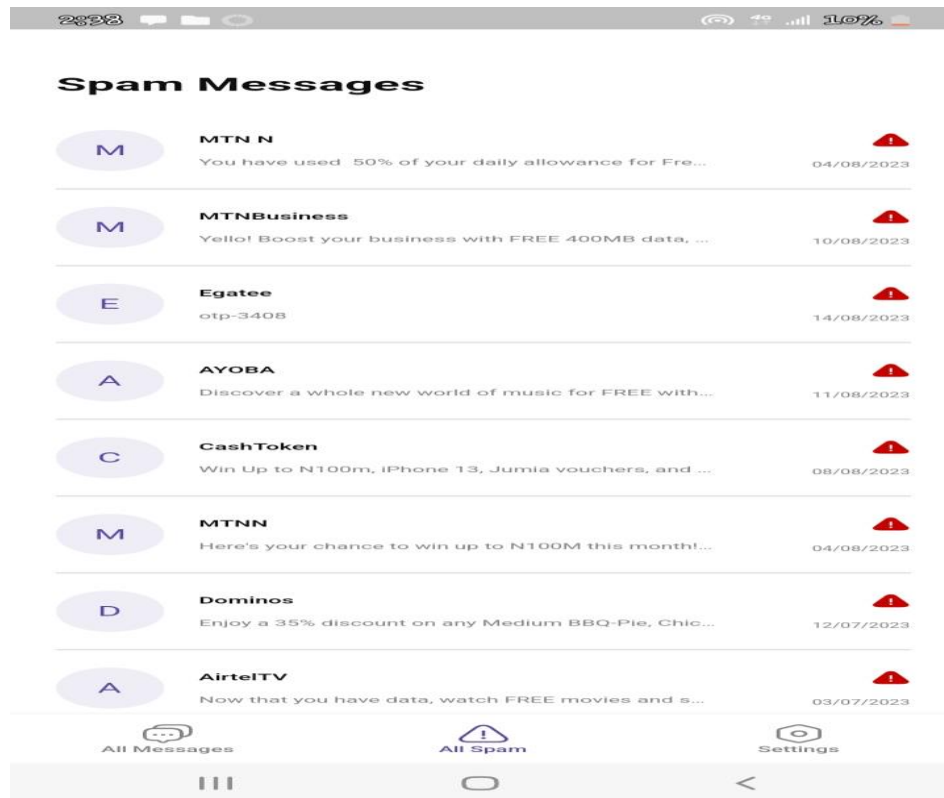 2:38 4G 10%
Spam Messages
M
MTN N
You have used 50% of your daily allowance for Fre...
04/08/2023
M
MTNBusiness
Yello! Boost your business with FREE 400MB data, ...
10/08/2023
E
Egatee
otp-3408
14/08/2023
A
AYOBA
Discover a whole new world of music for FREE with...
11/08/2023
C
CashToken
Win Up to N100m, iPhone 13, Jumia vouchers, and ...
08/08/2023
M
MTNN
Here's your chance to win up to N100M this month!...
04/08/2023
D
Dominos
Enjoy a 35% discount on any Medium BBQ-Pie, Chic...
12/07/2023
A
AirtelTV
Now that you have data, watch FREE movies and s...
03/07/2023
All Messages All Spam Settings